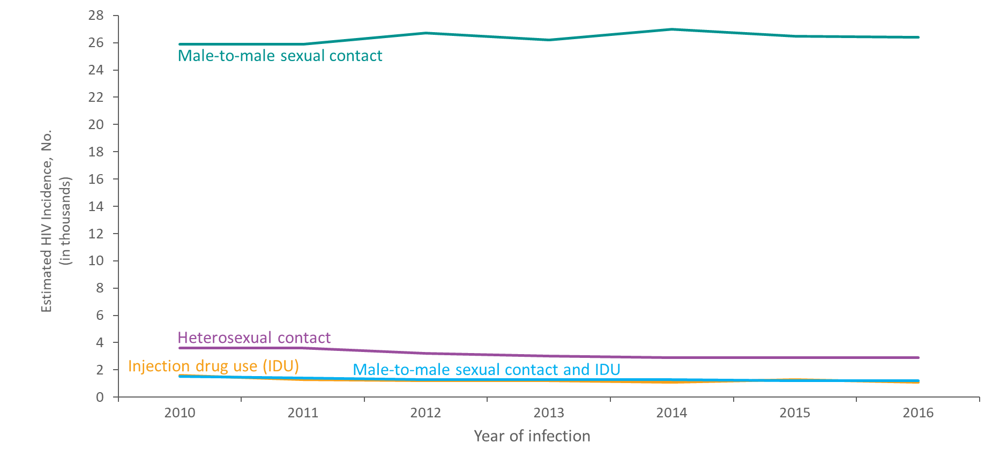 28
26
Male-to-male sexual contact
24
22
20
18
16
14
12
10
8
6
4
2
0
Estimated HIV Incidence, No.
(in thousands)
Heterosexual contact
Injection drug use (IDU)
Male-to-male sexual contact and IDU
2010 2011 2012 2013 2014 2015 2016
Year of infection